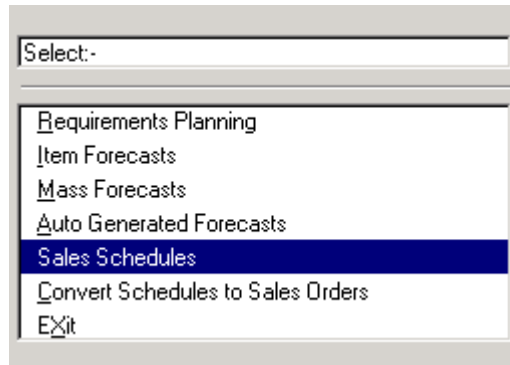 Select:-
Requirements Planning
Item Forecasts
Mass Forecasts
Auto Generated Forecasts
Sales Schedules
Convert Schedules to Sales Orders
EXit